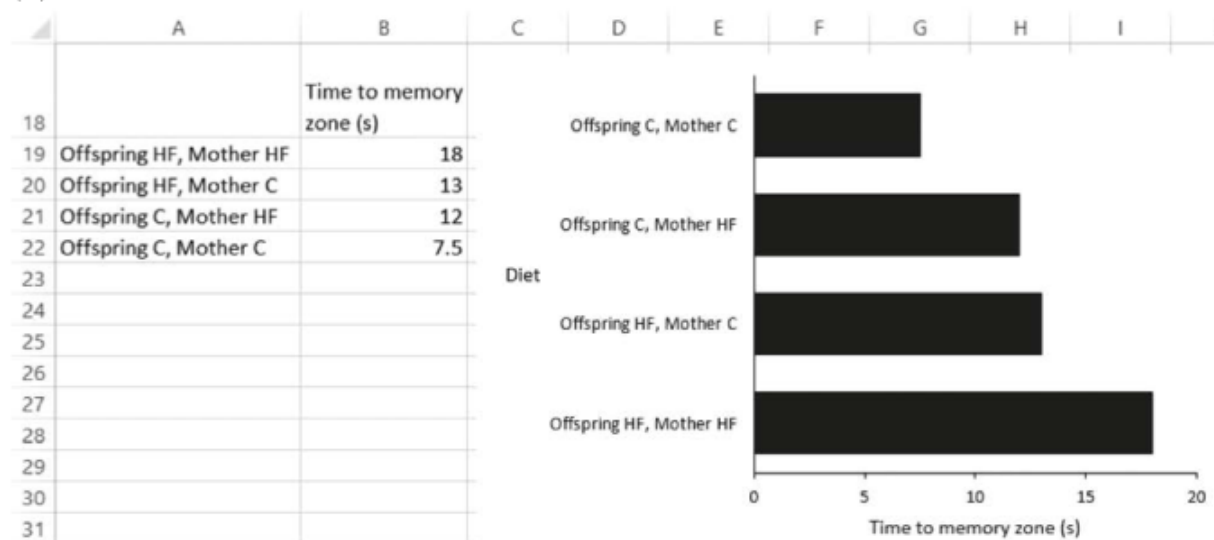 A B C D E F G H I
18 Time to memory
zone (s)
19 Offspring HF, Mother HF 18
20 Offspring HF, Mother C 13
21 Offspring C, Mother HF 12
22 Offspring C, Mother C 7.5
23
24
25
26
27
28
29
30
31
Offspring C, Mother C
Offspring C, Mother HF
Diet
Offspring HF, Mother C
Offspring HF, Mother HF
0 5 10 15 20
Time to memory zone (s)